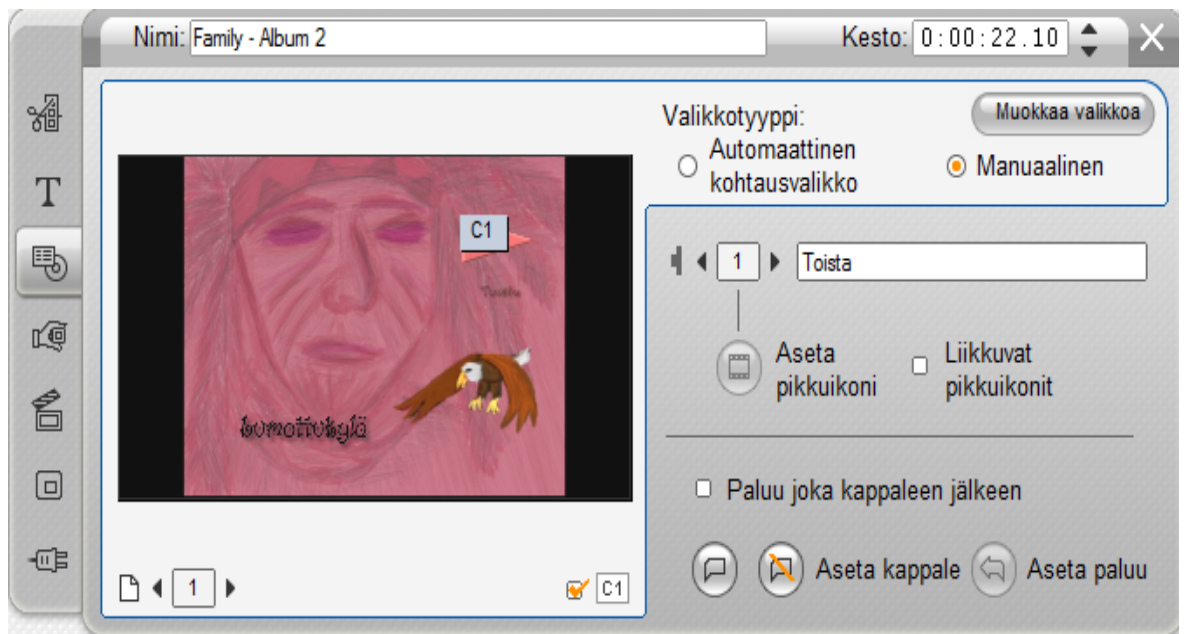 Nimi: Family - Album 2
Kesto: 0:00:22.10
T
Valikkotyyppi:
Muokkaa valikkoa
Automaattinen
kohtausvalikko
Manuaalinen
C1
1
Toista
Aseta
pikkuikoni
Liikkuvat
pikkuikonit
Paluu joka kappaleen jälkeen
1
C1
Aseta kappale
Aseta paluu